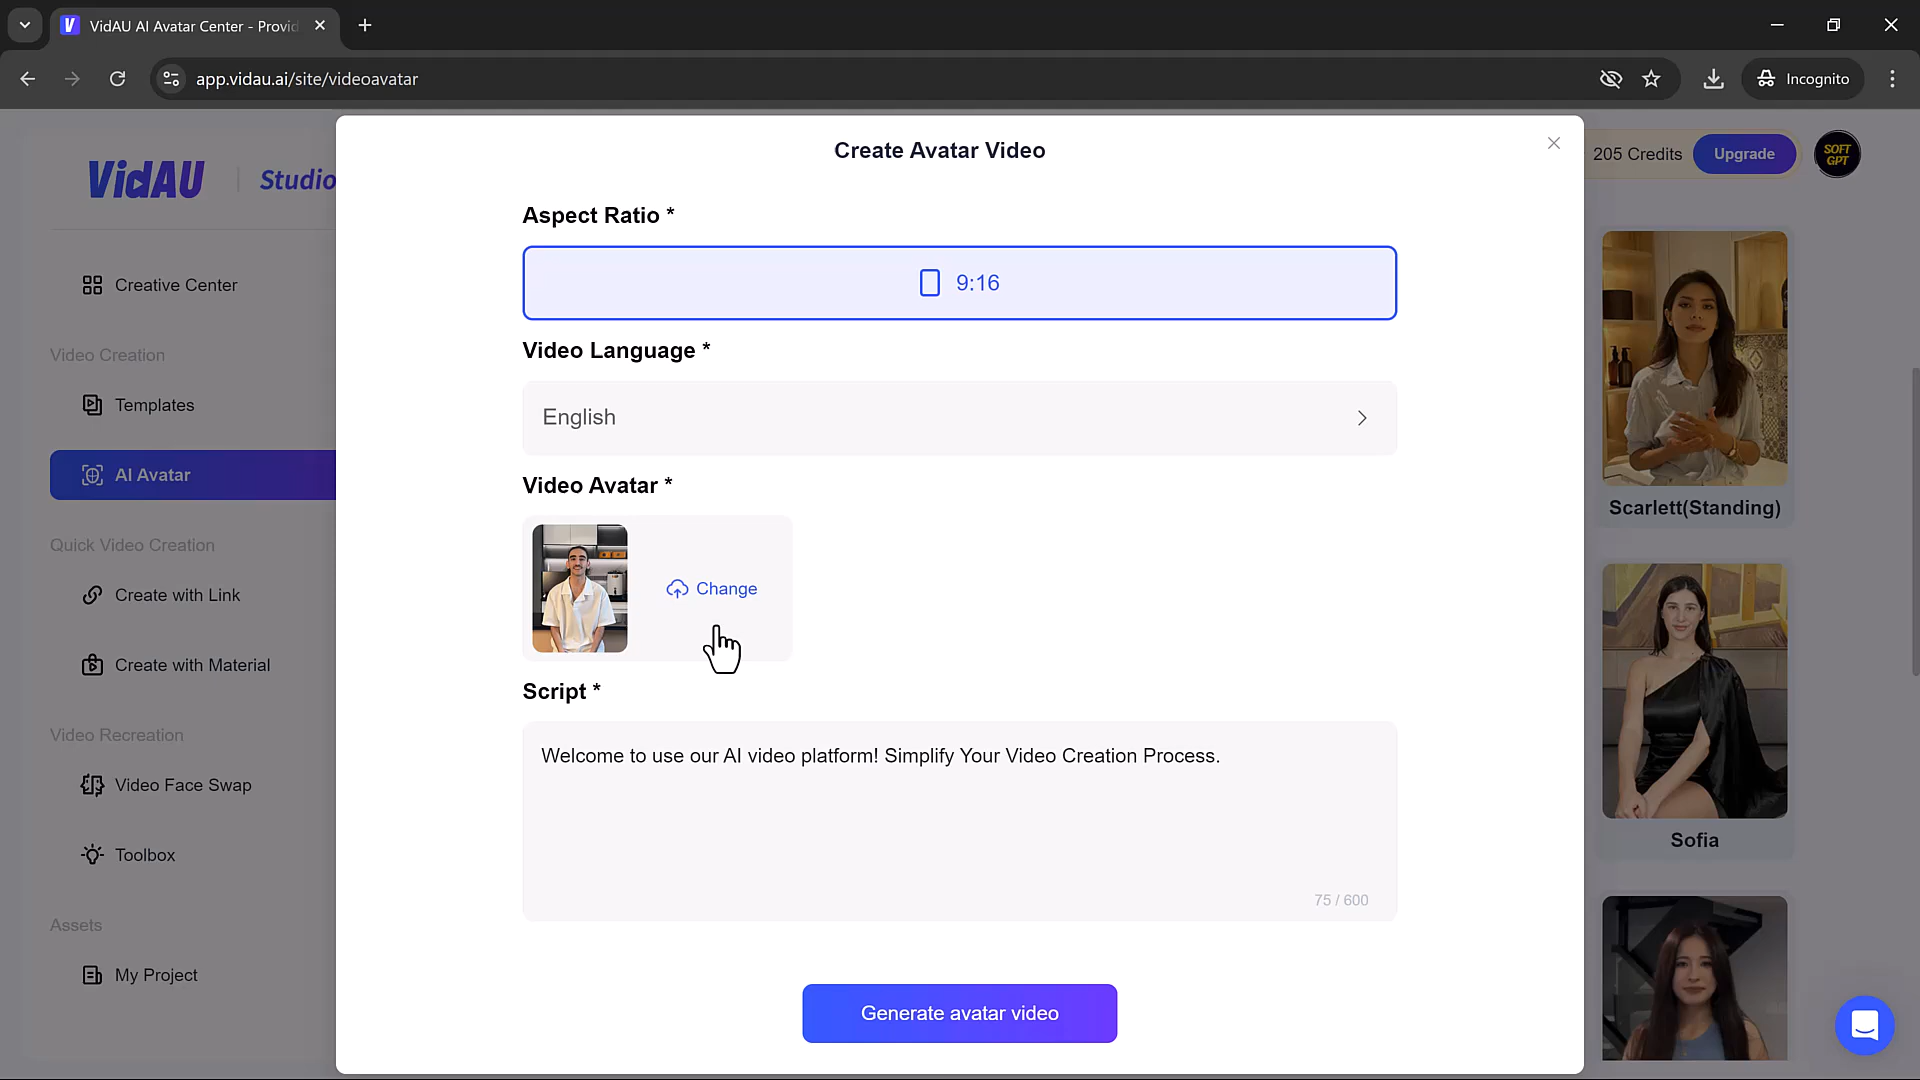 VidAU AI Avatar Center - Provid
app.vidau.ai/site/videoavatar
Incognito
VidAU
Studio
Creative Center
Video Creation
Templates
AI Avatar
Quick Video Creation
Create with Link
Create with Material
Video Recreation
Video Face Swap
Toolbox
Assets
My Project
Create Avatar Video
Aspect Ratio *
9:16
Video Language *
English
Video Avatar *
Change
Script *
Welcome to use our AI video platform! Simplify Your Video Creation Process.
75 / 600
Generate avatar video
205 Credits
Upgrade
SOFT
GPT
Scarlett(Standing)
Sofia